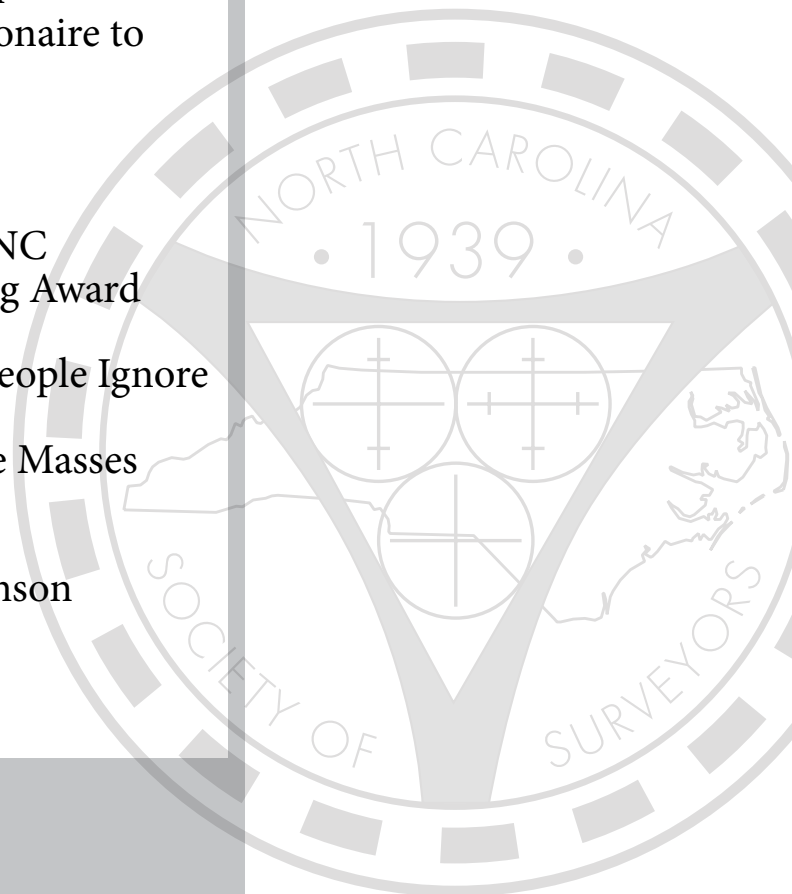 onaire to
NC
g Award
eople Ignore
e Masses
nson
NORTH CAROLINA
• 1939 •
SOCIETY OF SURVEYORS